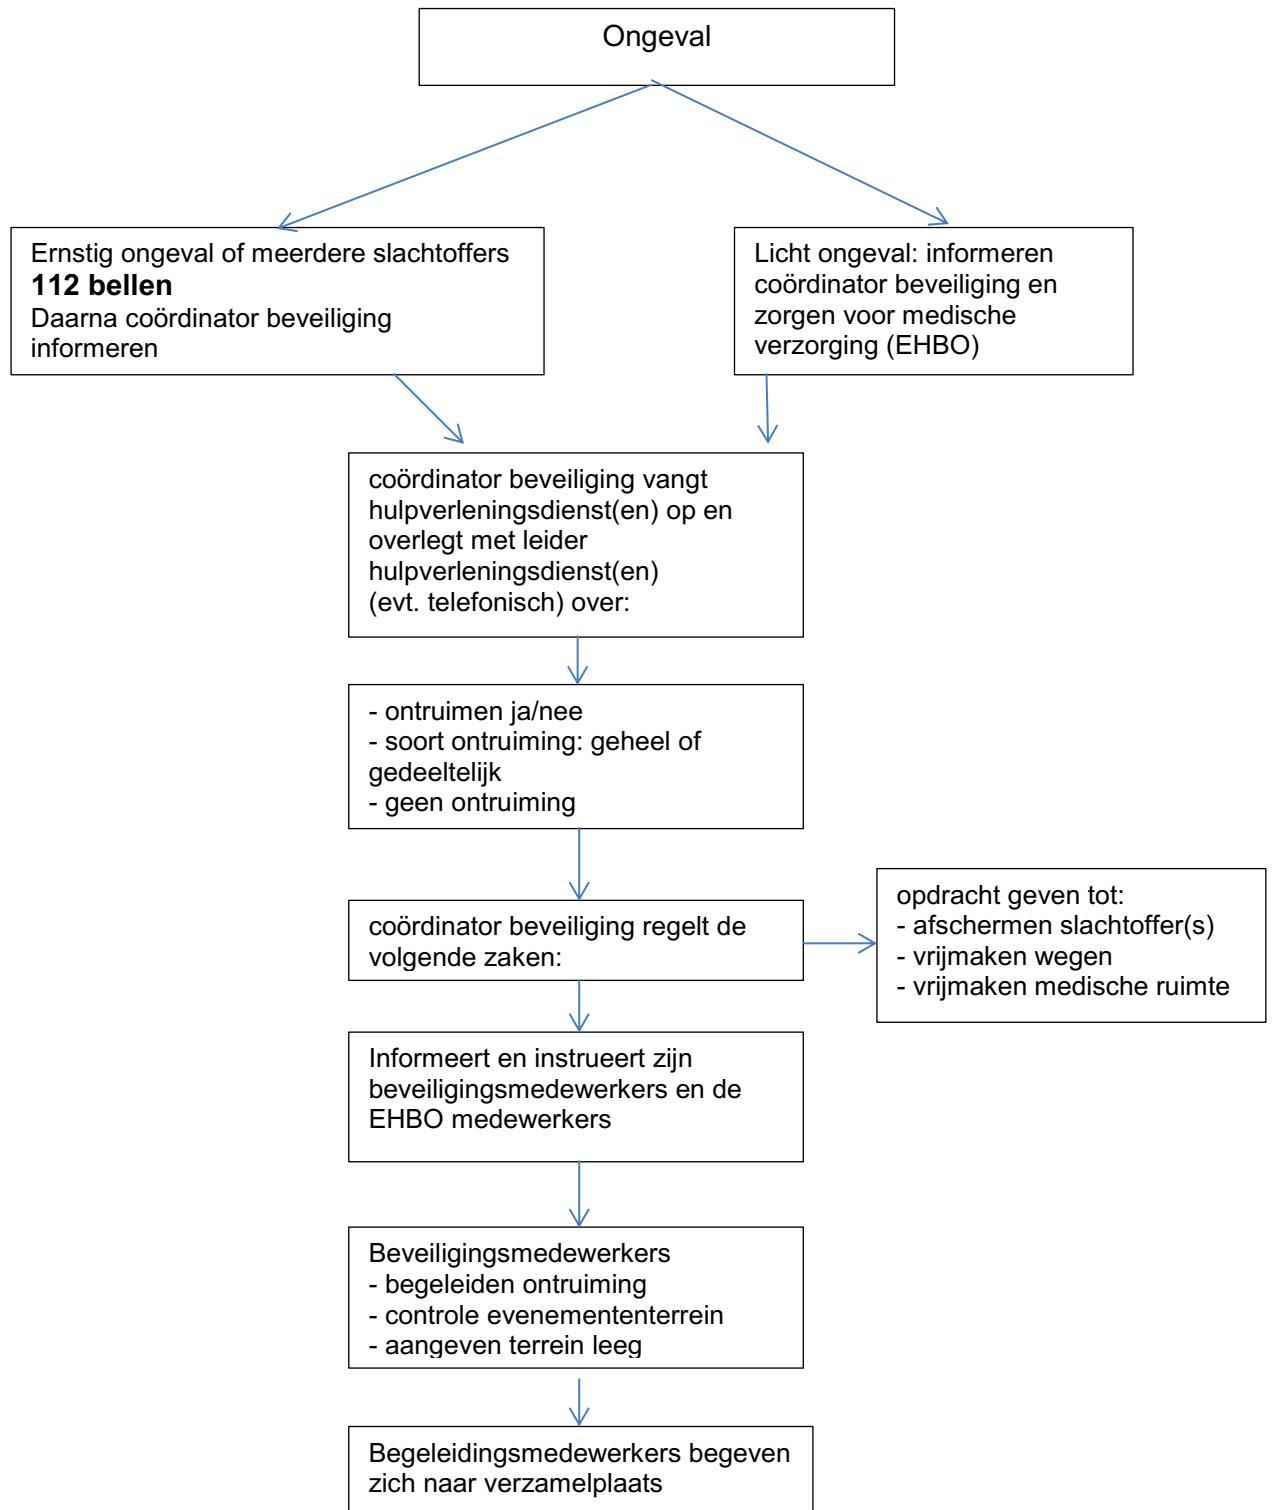 Ongeval
Ernstig ongeval of meerdere slachtoffers
112 bellen
Daarna coördinator beveiliging
informeren
Licht ongeval: informeren
coördinator beveiliging en
zorgen voor medische
verzorging (EHBO)
coördinator beveiliging vangt
hulpverleningsdienst(en) op en
overlegt met leider
hulpverleningsdienst(en)
(evt. telefonisch) over:
- ontruimen ja/nee
- soort ontruiming: geheel of
gedeeltelijk
- geen ontruiming
coördinator beveiliging regelt de
volgende zaken:
opdracht geven tot:
- afschermen slachtoffer(s)
- vrijmaken wegen
- vrijmaken medische ruimte
Informeert en instrueert zijn
beveiligingsmedewerkers en de
EHBO medewerkers
Beveiligingsmedewerkers
- begeleiden ontruiming
- controle evenemententerrein
- aangeven terrein leeg
Begeleidingsmedewerkers begeven
zich naar verzamelplaats